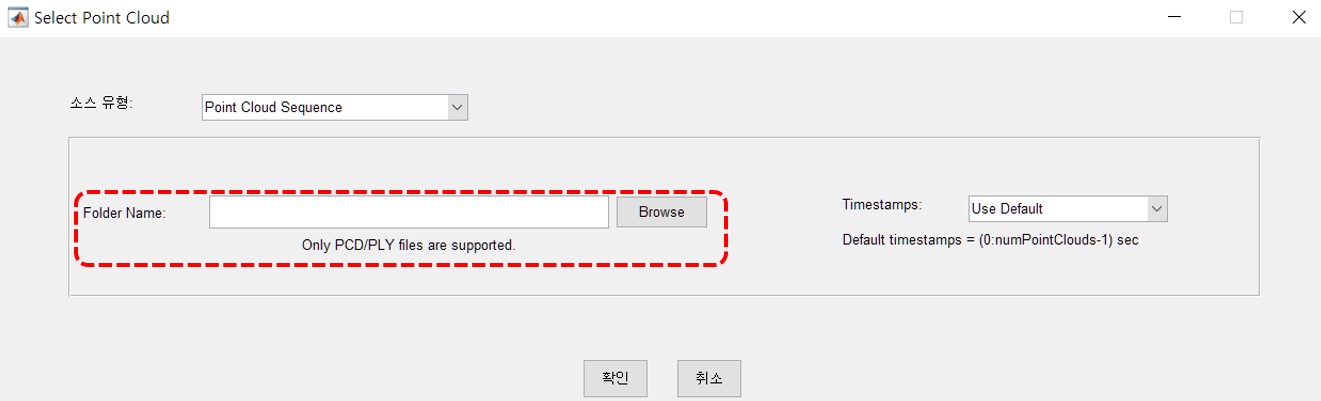 Select Point Cloud
소스 유형: Point Cloud Sequence
Folder Name: Browse
Only PCD/PLY files are supported.
Timestamps: Use Default
Default timestamps = (0:numPointClouds-1) sec
확인 취소